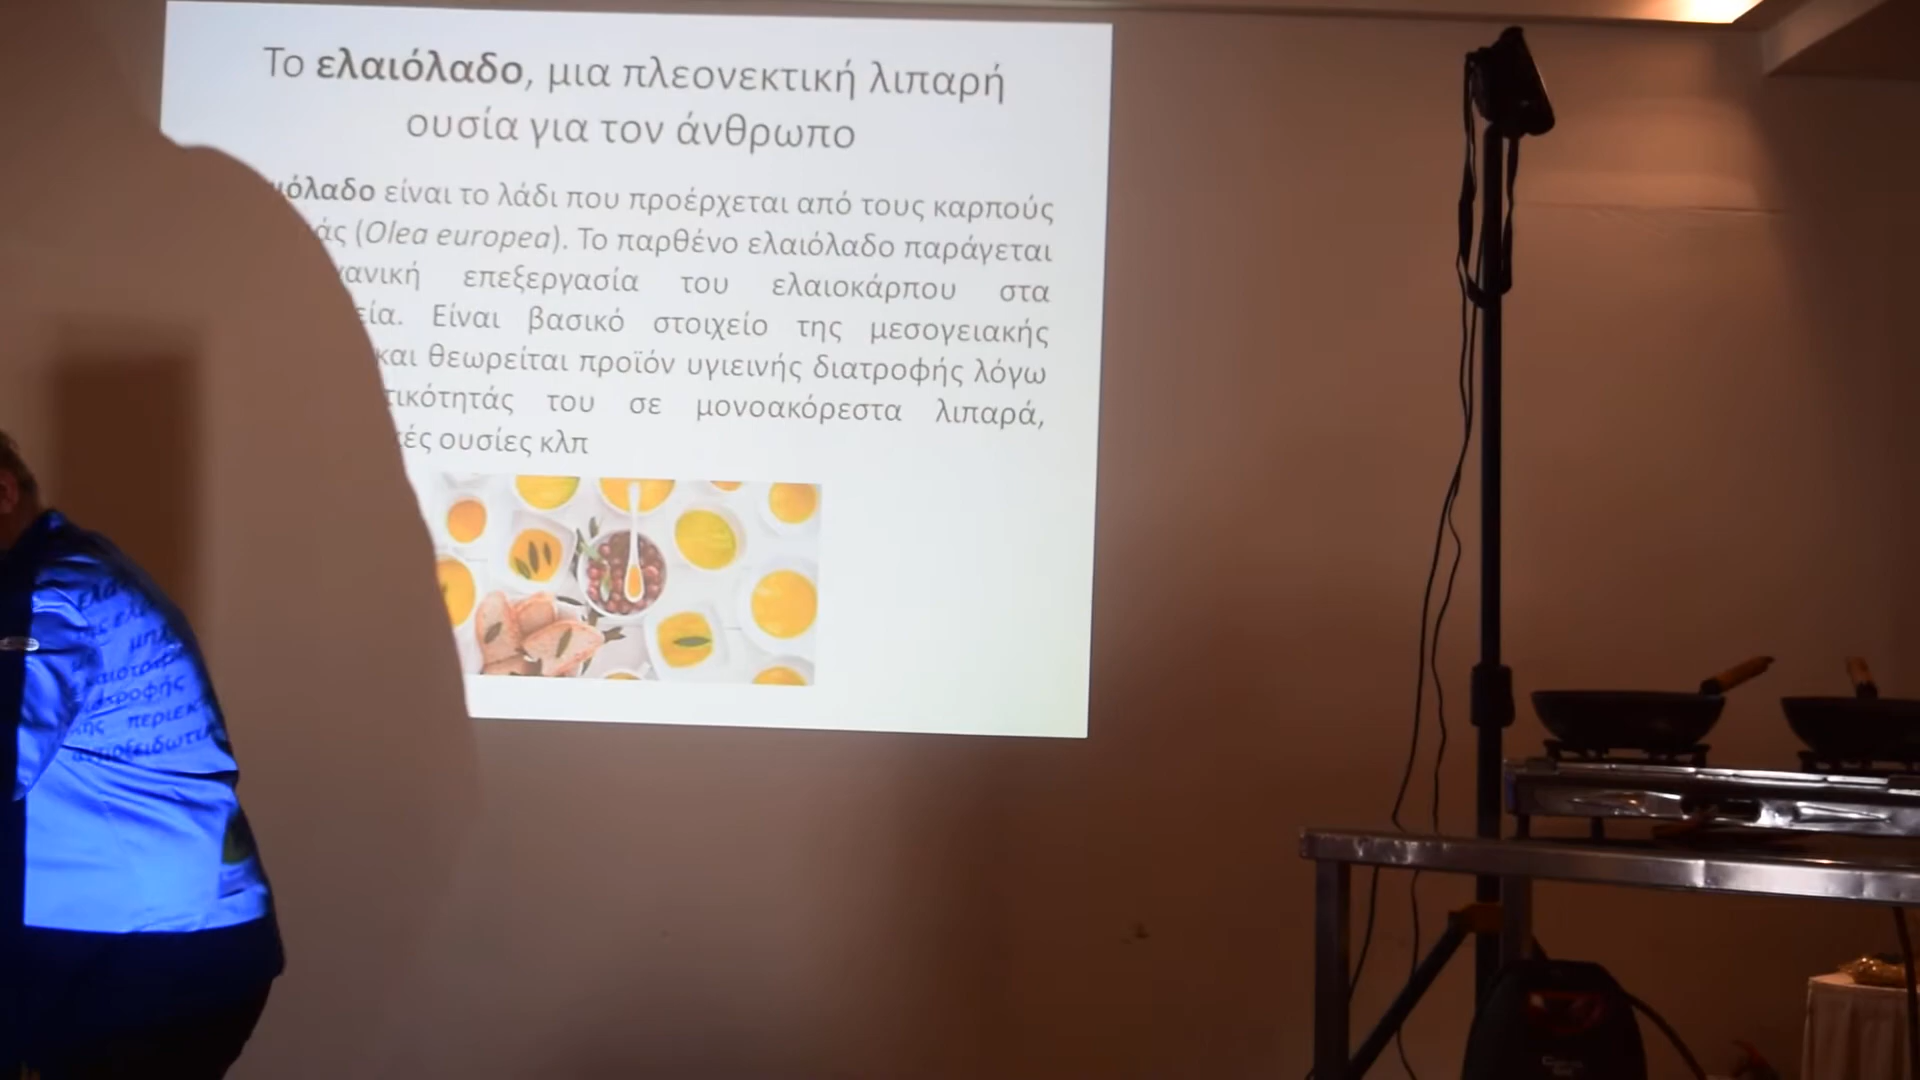 Το ελαιόλαδο, μια πλεονεκτική λιπαρή
ουσία για τον άνθρωπο
είναι το λάδι που προέρχεται από τους καρπούς
(Olea europea). Το παρθένο ελαιόλαδο παράγεται
επεξεργασία του ελαιοκάρπου στα
Είναι βασικό στοιχείο της μεσογειακής
και θεωρείται προϊόν υγιεινής διατροφής λόγω
του σε μονοακόρεστα λιπαρά,
ουσίες κλπ